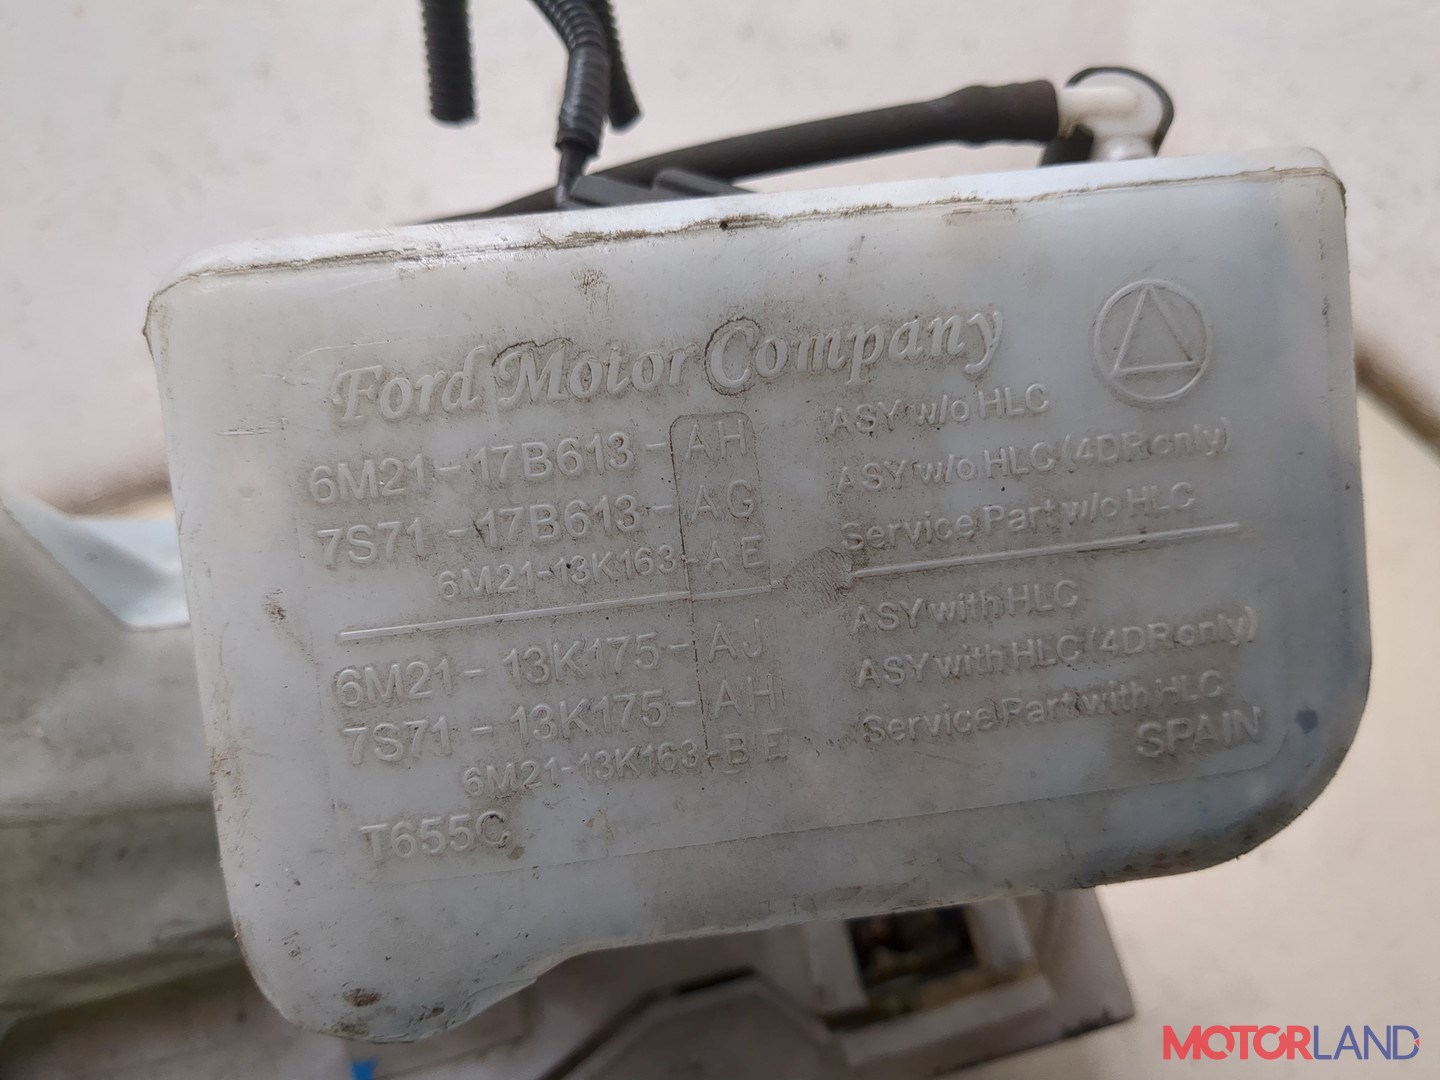 Ford Motor Company
6M21-17B613-AH ASY w/o HLC
7S71-17B613-AG ASY w/o HLC (4DR only)
6M21-13K163-AE Service Part w/o HLC
6M21-13K175-AJ ASY with HLC
7S71-13K175-AH ASY with HLC (4DR only)
6M21-13K163-BE Service Part with HLC
SPAIN
T655C
MOTORLAND